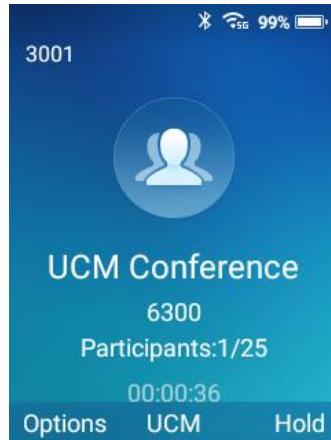 99%
3001
UCM Conference
6300
Participants:1/25
00:00:36
Options UCM Hold